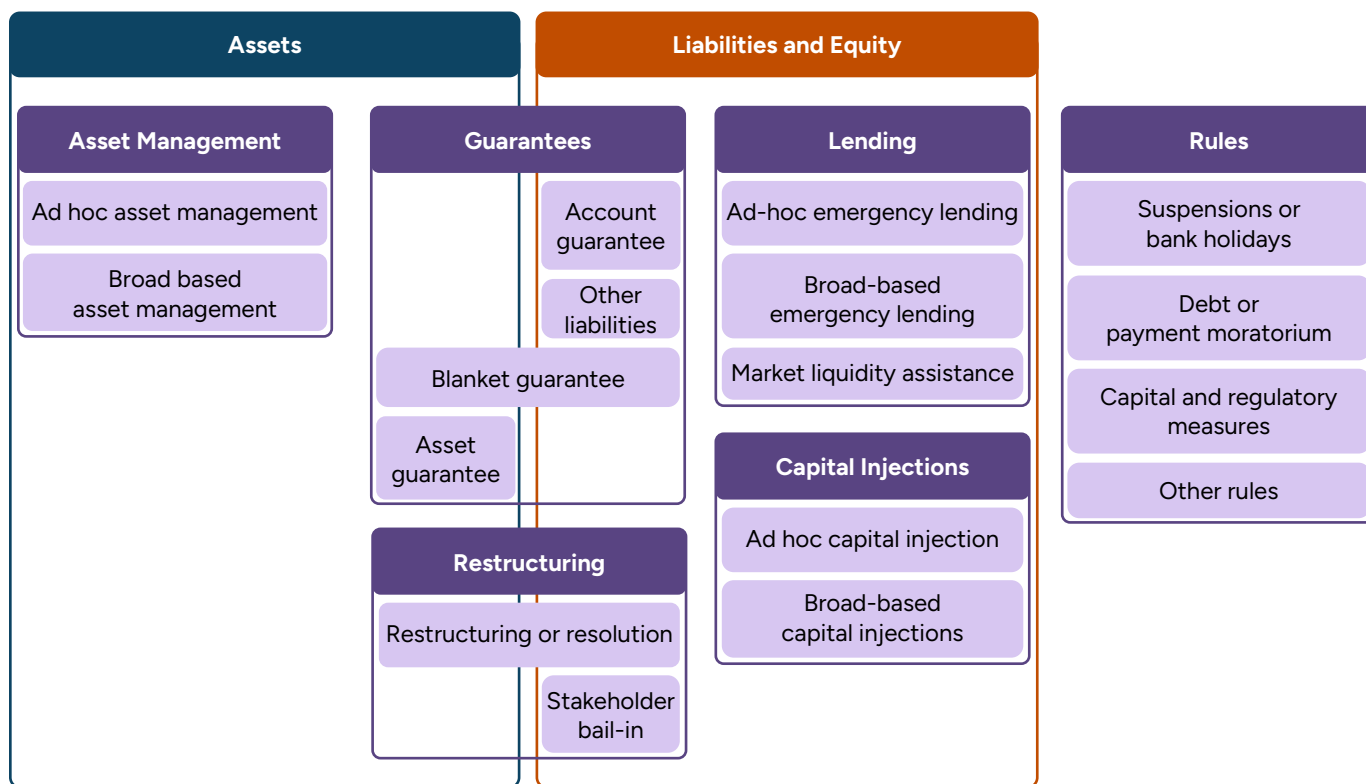 Assets
Liabilities and Equity
Asset Management
Ad hoc asset management
Broad based
asset management
Guarantees
Account
guarantee
Other
liabilities
Blanket guarantee
Asset
guarantee
Restructuring
Restructuring or resolution
Stakeholder
bail-in
Lending
Ad-hoc emergency lending
Broad-based
emergency lending
Market liquidity assistance
Capital Injections
Ad hoc capital injection
Broad-based
capital injections
Rules
Suspensions or
bank holidays
Debt or
payment moratorium
Capital and regulatory
measures
Other rules